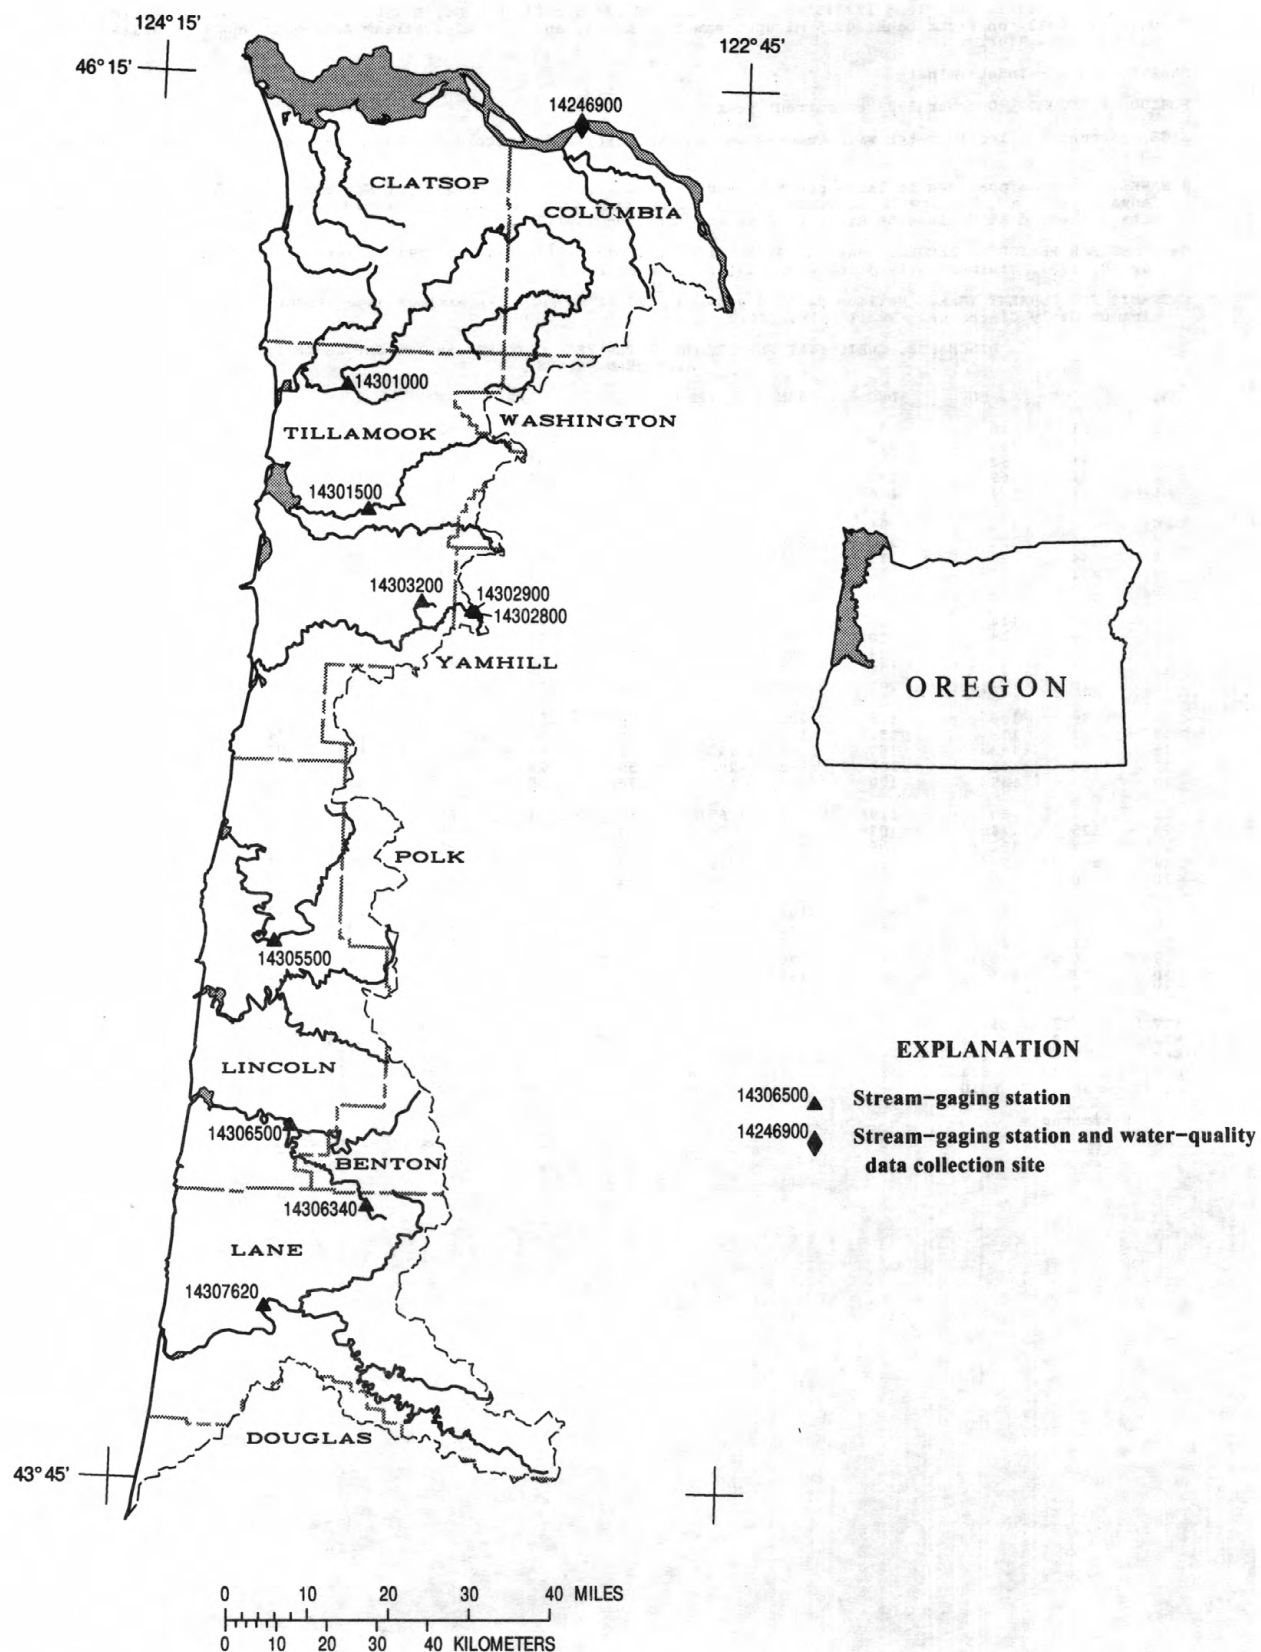 124° 15'
122° 45'
46° 15'
14246900
CLATSOP
COLUMBIA
14301000
WASHINGTON
TILLAMOOK
14301500
14303200
14302900
14302800
YAMHILL
OREGON
POLK
14305500
LINCOLN
EXPLANATION
14306500 Stream-gaging station
14246900 Stream-gaging station and water-quality
data collection site
14306500
BENTON
14306340
LANE
14307620
DOUGLAS
43° 45'
0 10 20 30 40 MILES
0 10 20 30 40 KILOMETERS